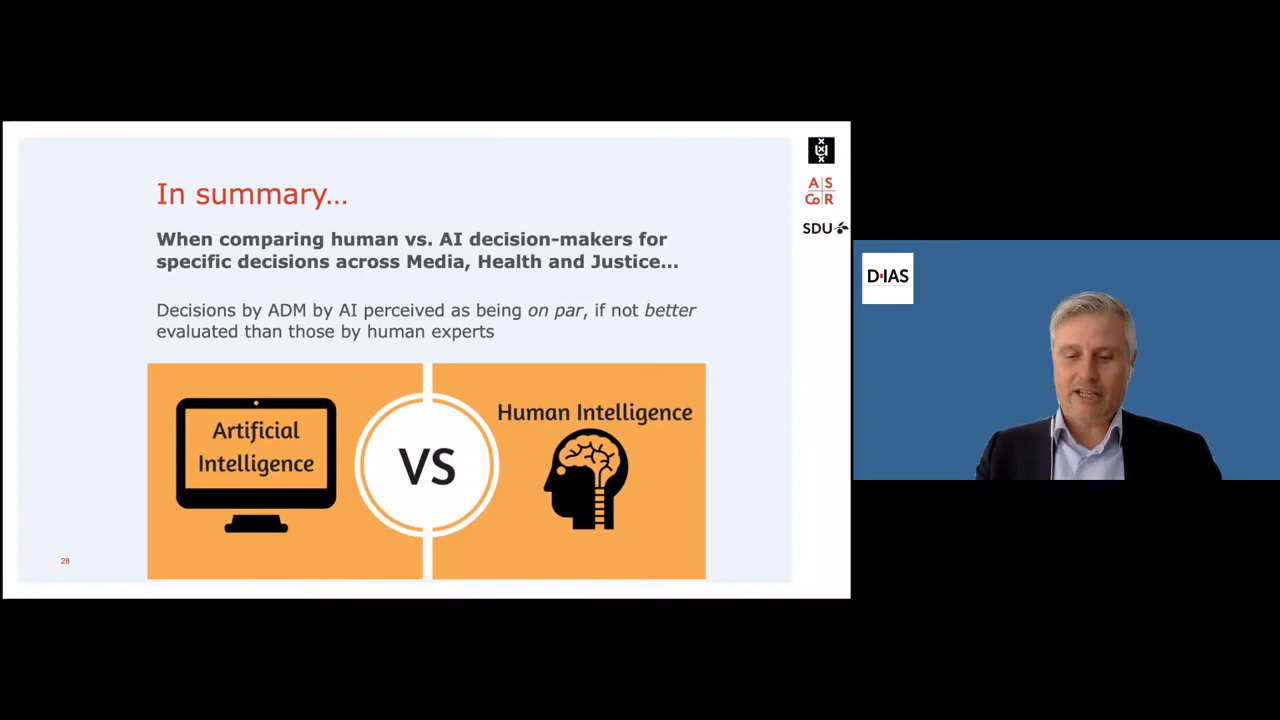 In summary...
When comparing human vs. AI decision-makers for
specific decisions across Media, Health and Justice...
Decisions by ADM by AI perceived as being on par, if not better
evaluated than those by human experts
Artificial
Intelligence
VS
Human Intelligence
28
U
X
X
X
A S
Co R
SDU
D·IAS